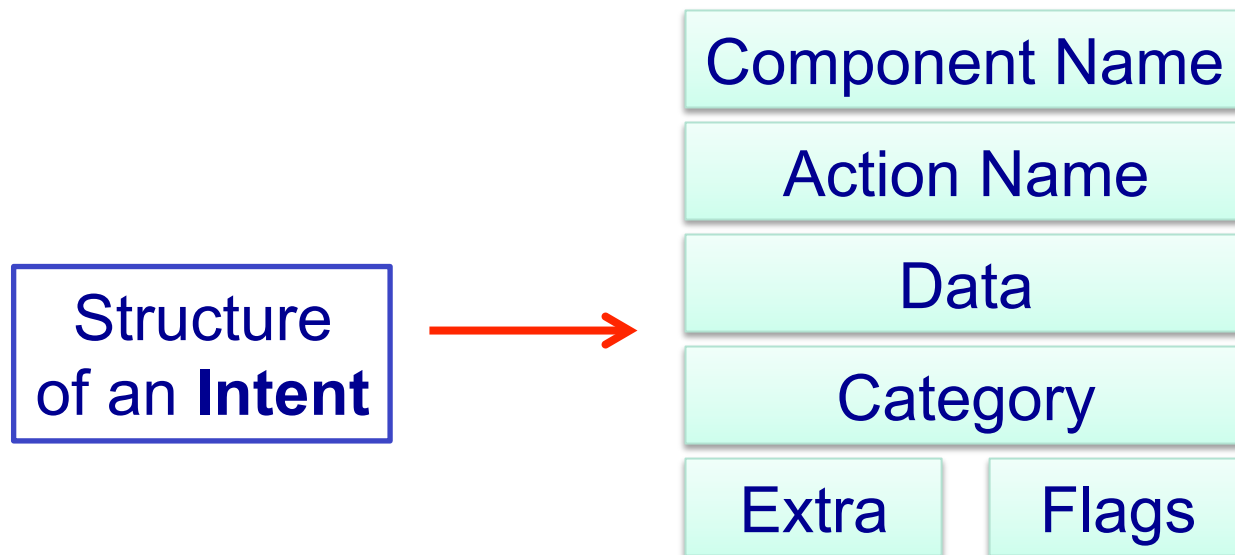 Structure
of an Intent
Component Name
Action Name
Data
Category
Extra
Flags